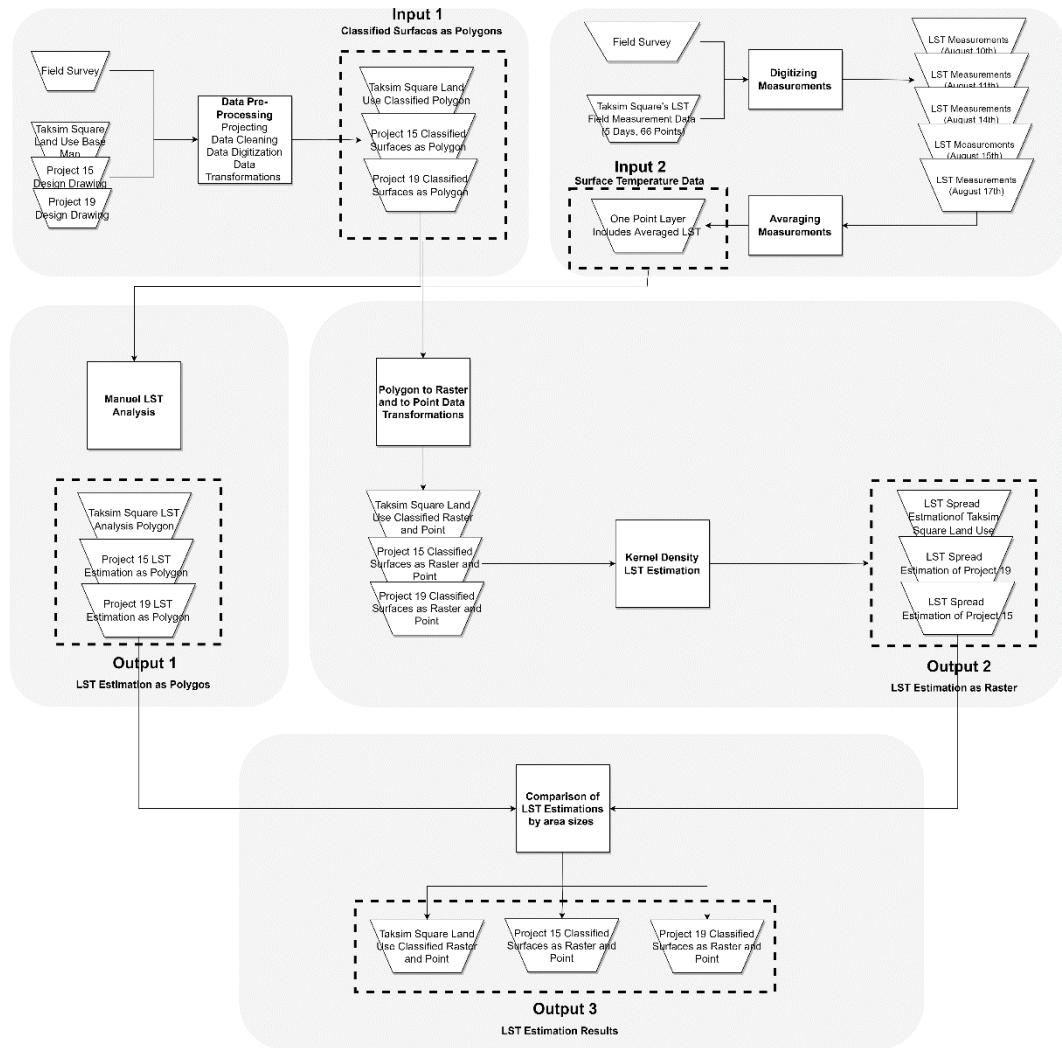 Input 1
Classified Surfaces as Polygons
Field Survey
Taksim Square
Land Use Base
Map
Project 15
Design Drawing
Project 19
Design Drawing
Data Pre-
Processing
Projecting
Data Cleaning
Data Digitization
Data
Transformations
Taksim Square Land
Use Classified Polygon
Project 15 Classified
Surfaces as Polygon
Project 19 Classified
Surfaces as Polygon
Field Survey
Taksim Square's LST
Field Measurement Data
(5 Days, 66 Points)
Digitizing
Measurements
LST Measurements
(August 10th)
LST Measurements
(August 11th)
LST Measurements
(August 14th)
LST Measurements
(August 15th)
LST Measurements
(August 17th)
Input 2
Surface Temperature Data
One Point Layer
Includes Averaged LST
Averaging
Measurements
Manuel LST
Analysis
Taksim Square LST
Analysis Polygon
Project 15 LST
Estimation as Polygon
Project 19 LST
Estimation as Polygon
Output 1
LST Estimation as Polygos
Polygon to Raster
and to Point Data
Transformations
Taksim Square Land
Use Classified Raster
and Point
Project 15 Classified
Surfaces as Raster and
Point
Project 19 Classified
Surfaces as Raster and
Point
Kernel Density
LST Estimation
LST Spread
Estmationof Taksim
Square Land Use
LST Spread
Estimation of Project 19
LST Spread
Estimation of Project 15
Output 2
LST Estimation as Raster
Comparison of
LST Estimations
by area sizes
Taksim Square Land
Use Classified Raster
and Point
Project 15 Classified
Surfaces as Raster and
Point
Project 19 Classified
Surfaces as Raster and
Point
Output 3
LST Estimation Results